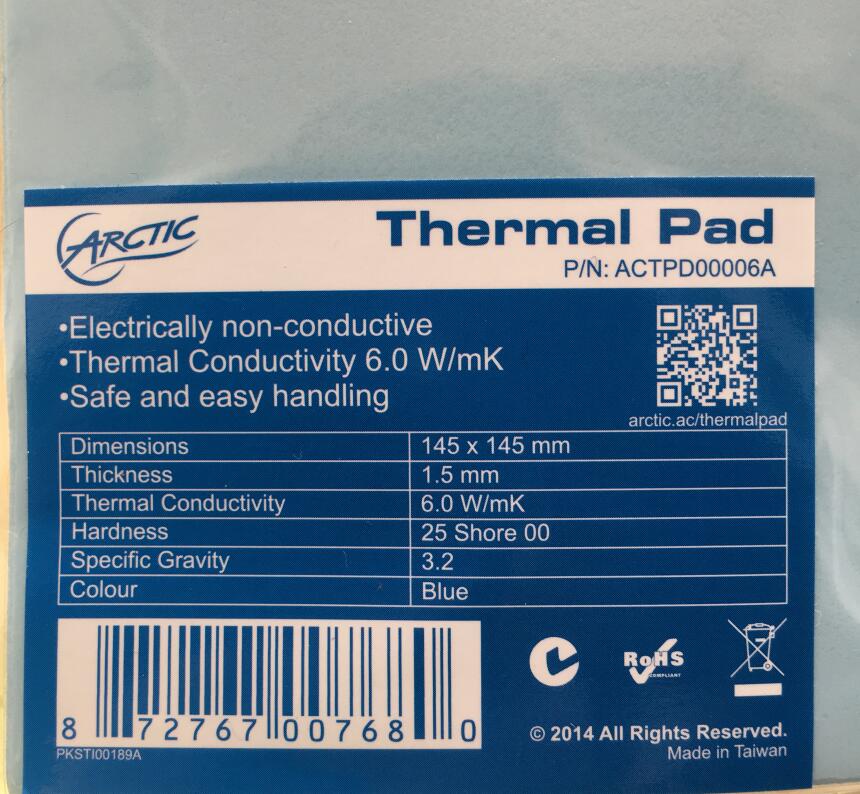 ARCTIC
Thermal Pad
P/N: ACTPD00006A
•Electrically non-conductive
•Thermal Conductivity 6.0 W/mK
•Safe and easy handling
arctic.ac/thermalpad
Dimensions 145 x 145 mm
Thickness 1.5 mm
Thermal Conductivity 6.0 W/mK
Hardness 25 Shore 00
Specific Gravity 3.2
Colour Blue
8 72767 00768 0
PKSTI00189A
RoHS
COMPLIANT
© 2014 All Rights Reserved.
Made in Taiwan